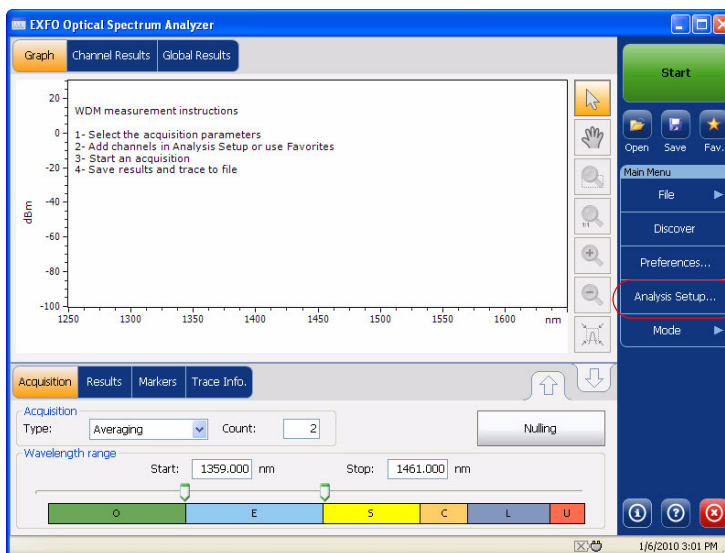 EXFO Optical Spectrum Analyzer
Graph Channel Results Global Results
Start
Open Save Fav.
Main Menu
File
Discover
Preferences...
Analysis Setup...
Mode
20
0
-20
-40
-60
-80
-100
dBm
WDM measurement instructions
1- Select the acquisition parameters
2- Add channels in Analysis Setup or use Favorites
3- Start an acquisition
4- Save results and trace to file
1250 1300 1350 1400 1450 1500 1550 1600 nm
1:1
Acquisition Results Markers Trace Info.
Acquisition
Type: Averaging Count: 2
Nulling
Wavelength range
Start: 1359.000 nm Stop: 1461.000 nm
O E S C L U
1/6/2010 3:01 PM